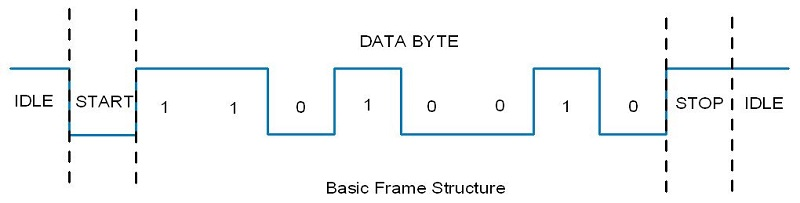 DATA BYTE
IDLE START 1 1 0 1 0 0 1 0 STOP IDLE
Basic Frame Structure